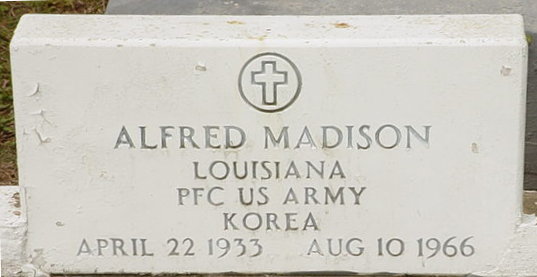 ALFRED MADISON
LOUISIANA
PFC US ARMY
KOREA
APRIL 22 1933 AUG 10 1966